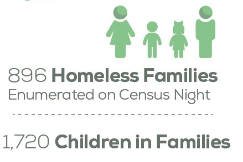 896 Homeless Families
Enumerated on Census Night
1,720 Children in Families